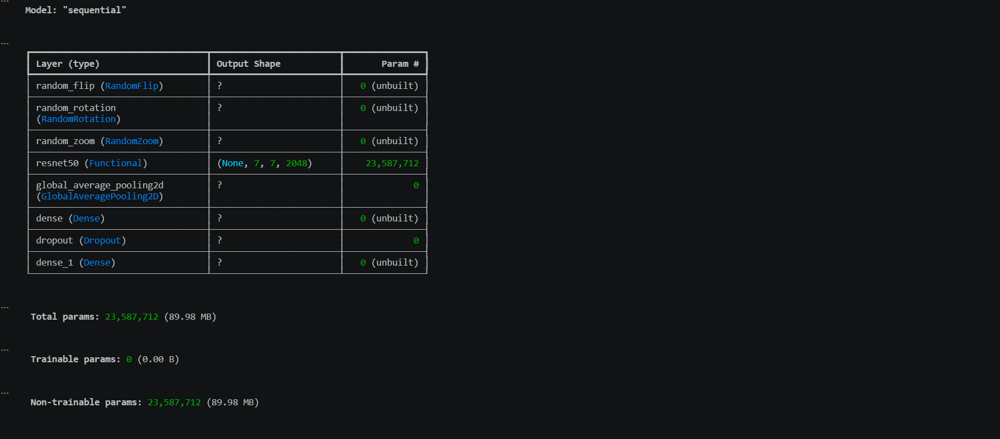 Model: "sequential"
Layer (type) Output Shape Param #
random_flip (RandomFlip) ? 0 (unbuilt)
random_rotation ? 0 (unbuilt)
(RandomRotation)
random_zoom (RandomZoom) ? 0 (unbuilt)
resnet50 (Functional) (None, 7, 7, 2048) 23,587,712
global_average_pooling2d ? 0
(GlobalAveragePooling2D)
dense (Dense) ? 0 (unbuilt)
dropout (Dropout) ? 0
dense_1 (Dense) ? 0 (unbuilt)
Total params: 23,587,712 (89.98 MB)
Trainable params: 0 (0.00 B)
Non-trainable params: 23,587,712 (89.98 MB)